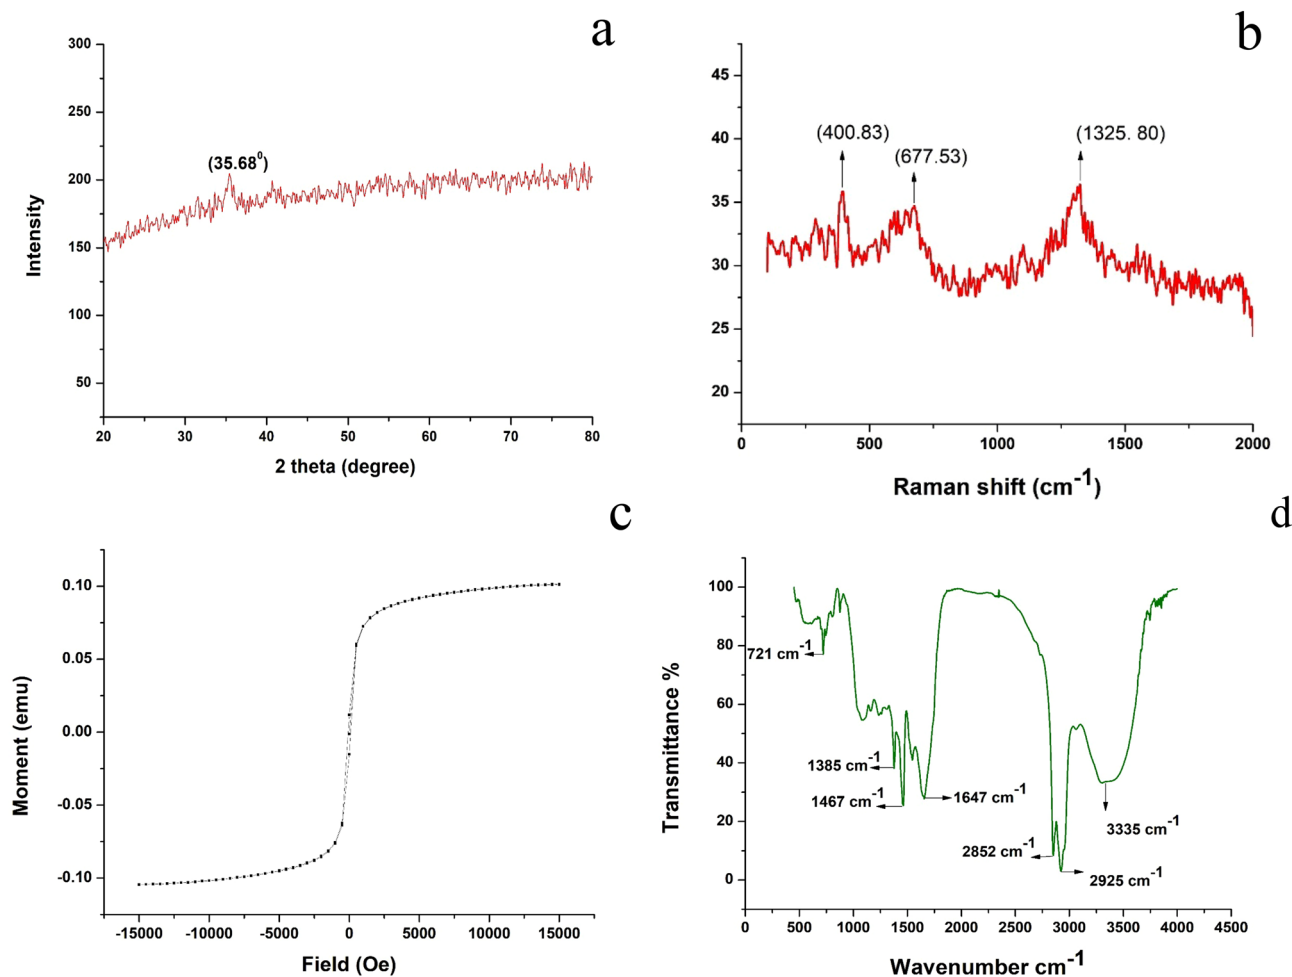 a
300
250
200
150
100
50
(35.68⁰)
20 30 40 50 60 70 80
Intensity
2 theta (degree)
b
45
40
35
30
25
20
(400.83)
(677.53)
(1325. 80)
0 500 1000 1500 2000
Raman shift (cm⁻¹)
c
0.10
0.05
0.00
-0.05
-0.10
-15000 -10000 -5000 0 5000 10000 15000
Moment (emu)
Field (Oe)
d
100
80
60
40
20
0
721 cm⁻¹
1385 cm⁻¹
1467 cm⁻¹
1647 cm⁻¹
2852 cm⁻¹
2925 cm⁻¹
3335 cm⁻¹
0 500 1000 1500 2000 2500 3000 3500 4000 4500
Transmittance %
Wavenumber cm⁻¹